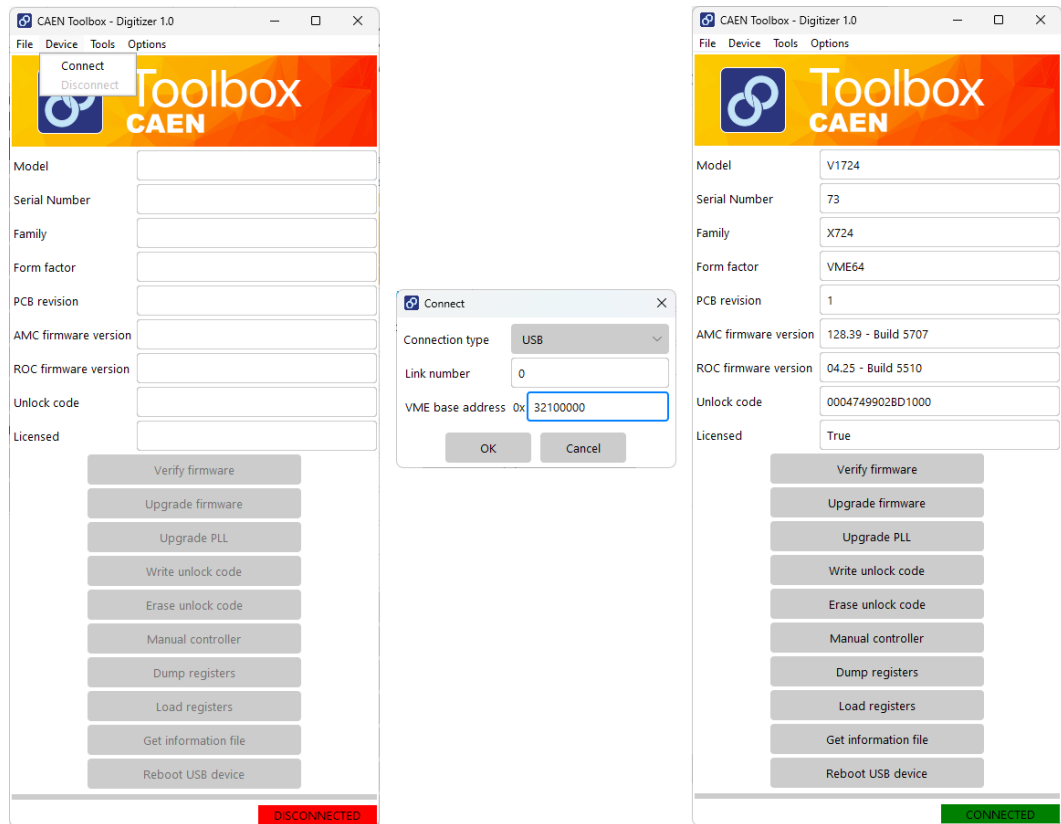 CAEN Toolbox - Digitizer 1.0
File Device Tools Options
Connect
Disconnect
Toolbox
CAEN
Model
Serial Number
Family
Form factor
PCB revision
AMC firmware version
ROC firmware version
Unlock code
Licensed
Verify firmware
Upgrade firmware
Upgrade PLL
Write unlock code
Erase unlock code
Manual controller
Dump registers
Load registers
Get information file
Reboot USB device
DISCONNECTED
Connect
Connection type USB
Link number 0
VME base address 0x 32100000
OK Cancel
CAEN Toolbox - Digitizer 1.0
File Device Tools Options
Toolbox
CAEN
Model V1724
Serial Number 73
Family X724
Form factor VME64
PCB revision 1
AMC firmware version 128.39 - Build 5707
ROC firmware version 04.25 - Build 5510
Unlock code 0004749902BD1000
Licensed True
Verify firmware
Upgrade firmware
Upgrade PLL
Write unlock code
Erase unlock code
Manual controller
Dump registers
Load registers
Get information file
Reboot USB device
CONNECTED